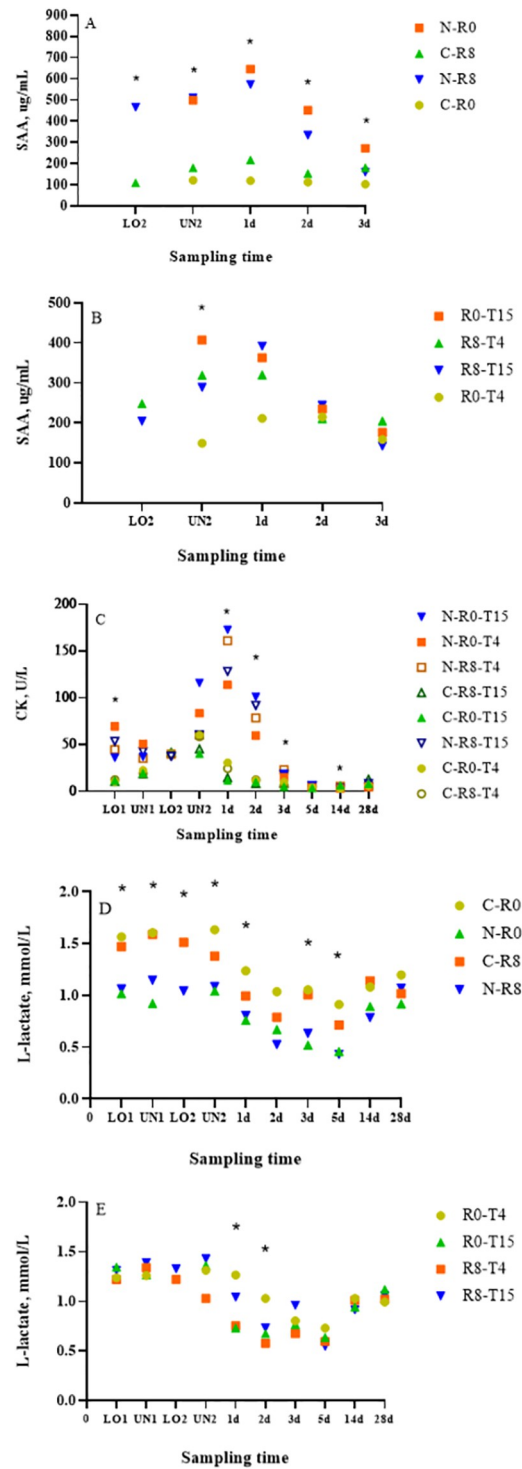 A
SAA, ug/mL
900
800
700
600
500
400
300
200
100
0
LO2 UN2 1d 2d 3d
Sampling time
N-R0
C-R8
N-R8
C-R0
* * * * *
B
SAA, ug/mL
500
400
300
200
100
0
LO2 UN2 1d 2d 3d
Sampling time
R0-T15
R8-T4
R8-T15
R0-T4
*
C
CK, U/L
200
150
100
50
0
LO1 UN1 LO2 UN2 1d 2d 3d 5d 14d 28d
Sampling time
N-R0-T15
N-R0-T4
N-R8-T4
C-R8-T15
C-R0-T15
N-R8-T15
C-R0-T4
C-R8-T4
* * * * *
D
L-lactate, mmol/L
2.0
1.5
1.0
0.5
0.0
0 LO1 UN1 LO2 UN2 1d 2d 3d 5d 14d 28d
Sampling time
C-R0
N-R0
C-R8
N-R8
* * * * * * *
E
L-lactate, mmol/L
2.0
1.5
1.0
0.5
0.0
0 LO1 UN1 LO2 UN2 1d 2d 3d 5d 14d 28d
Sampling time
R0-T4
R0-T15
R8-T4
R8-T15
* *